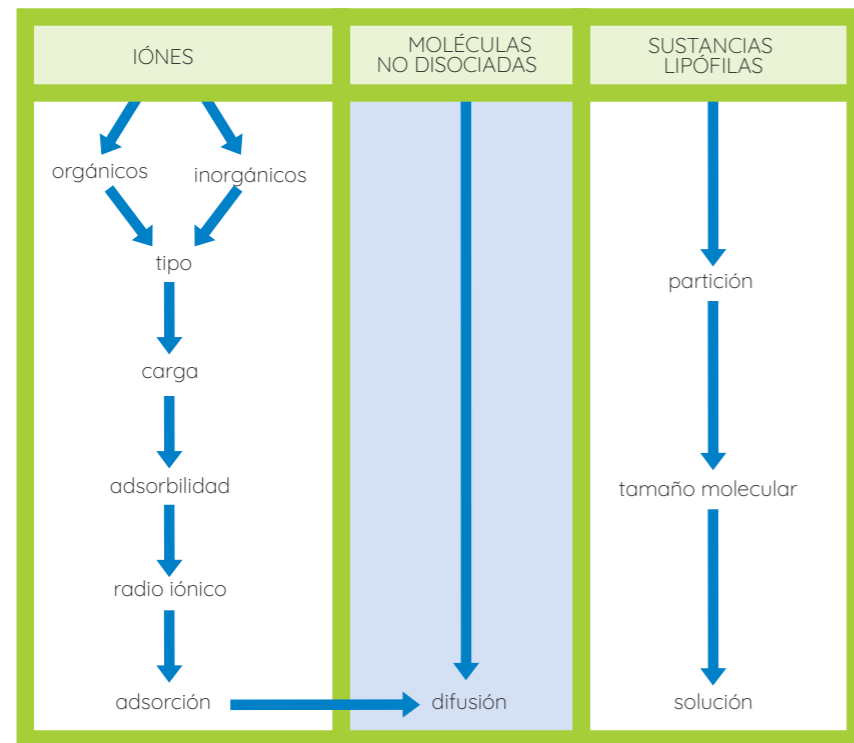 IÓNES
MOLÉCULAS
NO DISOCIADAS
SUSTANCIAS
LIPÓFILAS
orgánicos
inorgánicos
tipo
carga
adsorbilidad
radio iónico
adsorción
difusión
partición
tamaño molecular
solución